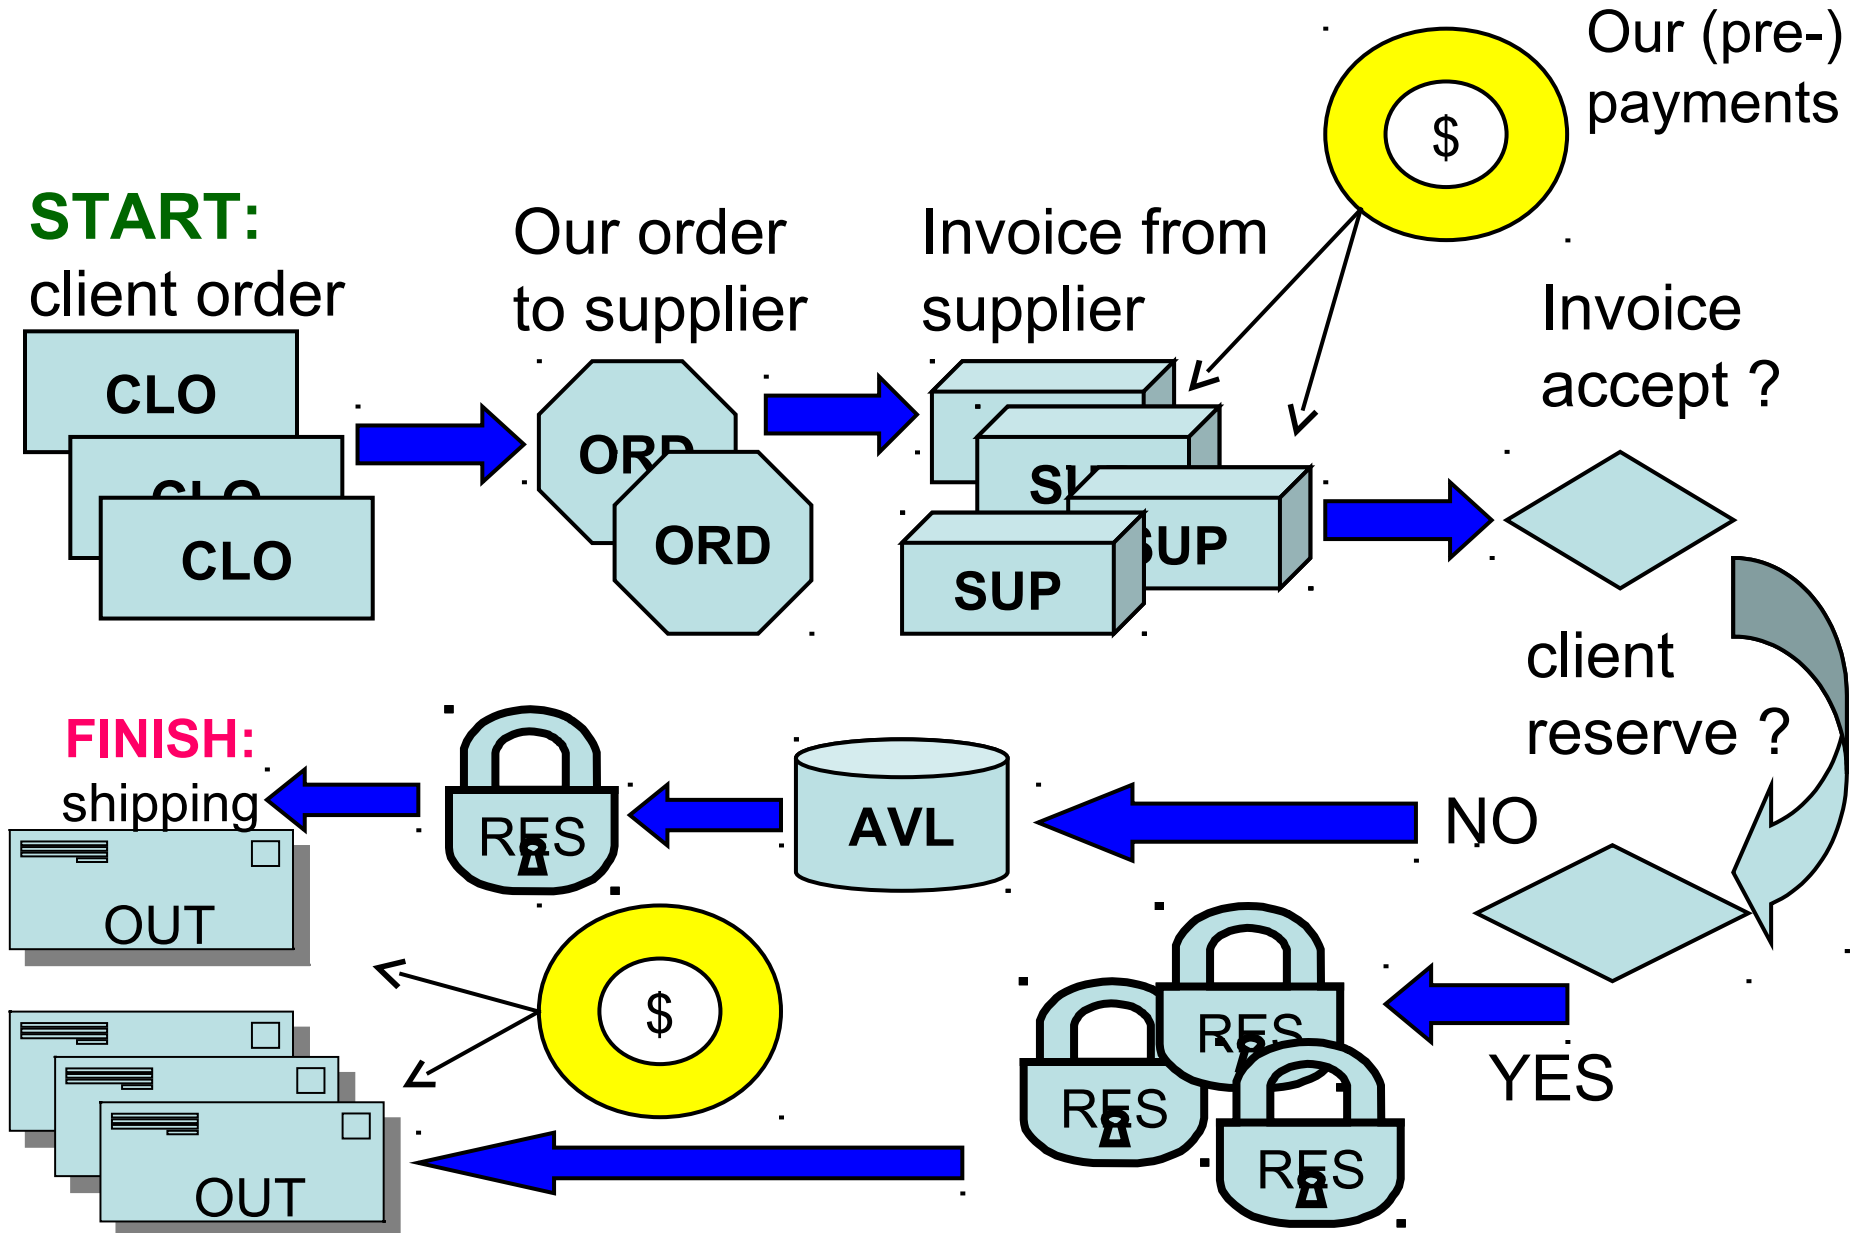 Our (pre-)
payments
$
START:
client order
Our order
to supplier
Invoice from
supplier
Invoice
accept ?
CLO
CLO
CLO
ORD
ORD
SUP
SUP
client
reserve ?
FINISH:
shipping
RES
AVL
NO
OUT
$
RES
RES
RES
YES
OUT